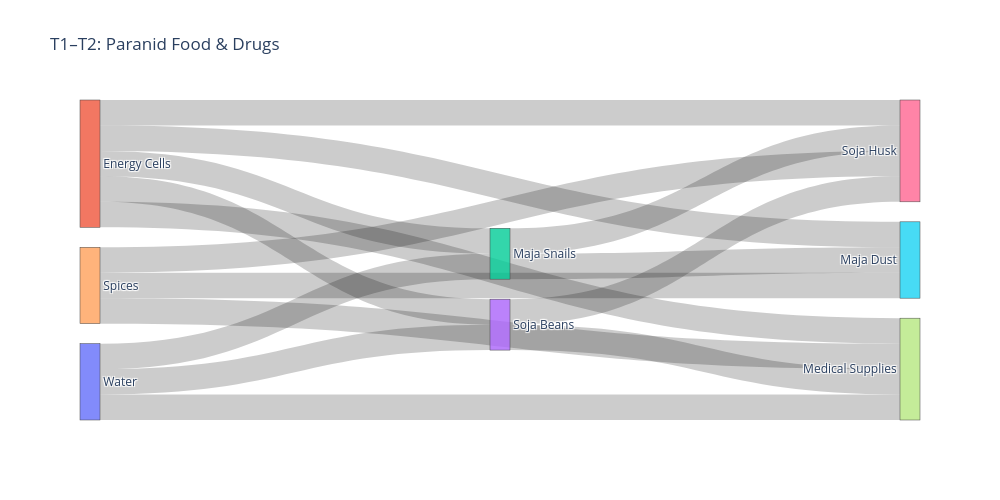 T1–T2: Paranid Food & Drugs
Energy Cells
Spices
Water
Maja Snails
Soja Beans
Soja Husk
Maja Dust
Medical Supplies